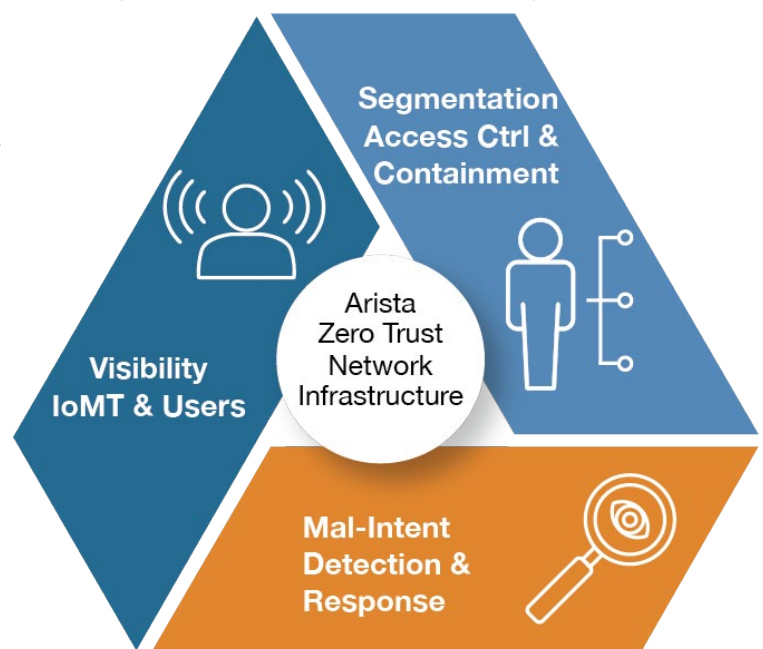 Segmentation
Access Ctrl &
Containment
Arista
Zero Trust
Network
Infrastructure
Visibility
IoMT & Users
Mal-Intent
Detection &
Response